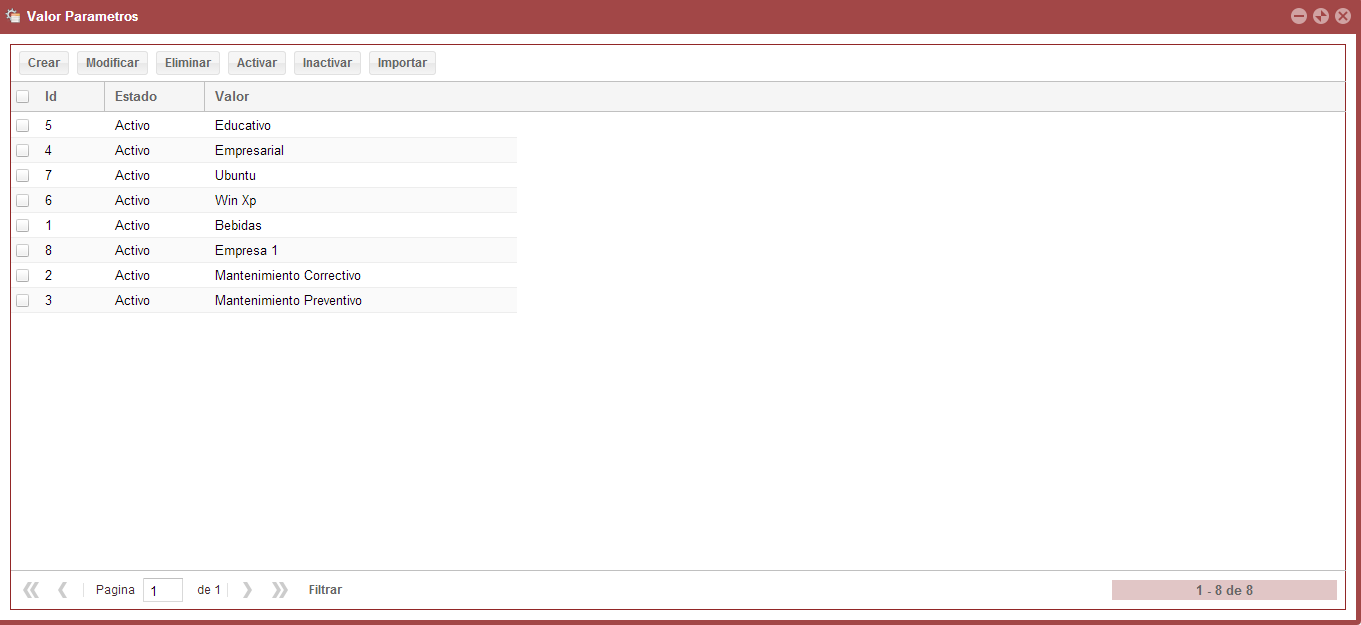 Valor Parametros
Crear Modificar Eliminar Activar Inactivar Importar
Id Estado Valor
5 Activo Educativo
4 Activo Empresarial
7 Activo Ubuntu
6 Activo Win Xp
1 Activo Bebidas
8 Activo Empresa 1
2 Activo Mantenimiento Correctivo
3 Activo Mantenimiento Preventivo
Pagina 1 de 1 Filtrar 1 - 8 de 8